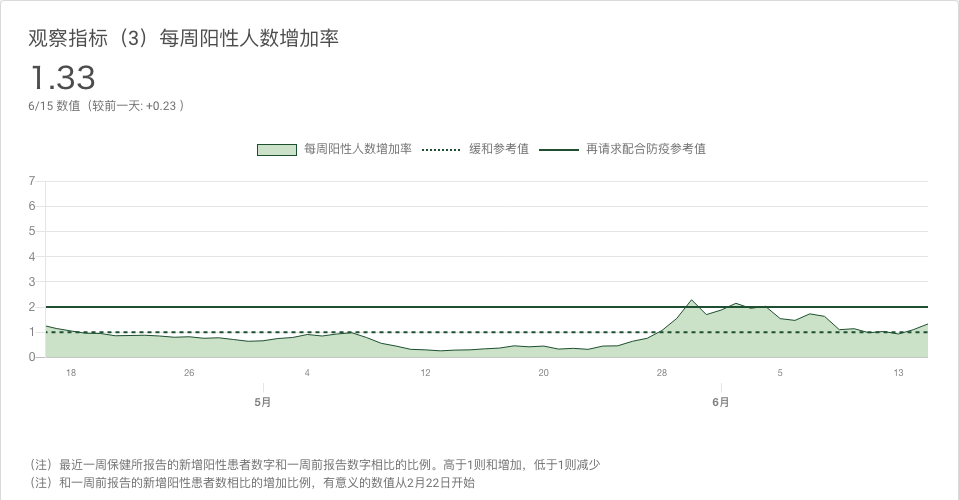 观察指标（3）每周阳性人数增加率
1.33
6/15 数值（较前一天: +0.23 ）
每周阳性人数增加率 缓和参考值 再请求配合防疫参考值
7
6
5
4
3
2
1
0
18 26 4 12 20 28 5 13
5月 6月
（注）最近一周保健所报告的新增阳性患者数字和一周前报告数字相比的比例。高于1则和增加，低于1则减少
（注）和一周前报告的新增阳性患者数相比的增加比例，有意义的数值从2月22日开始